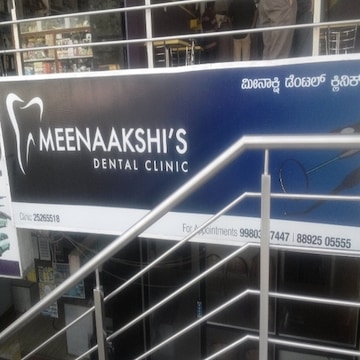 ಮೀನಾಕ್ಷಿ ಡೆಂಟಲ್ ಕ್ಲಿನಿಕ್
MEENAAKSHI'S
DENTAL CLINIC
Clinic: 25265518
For Appointments | 88925 05555